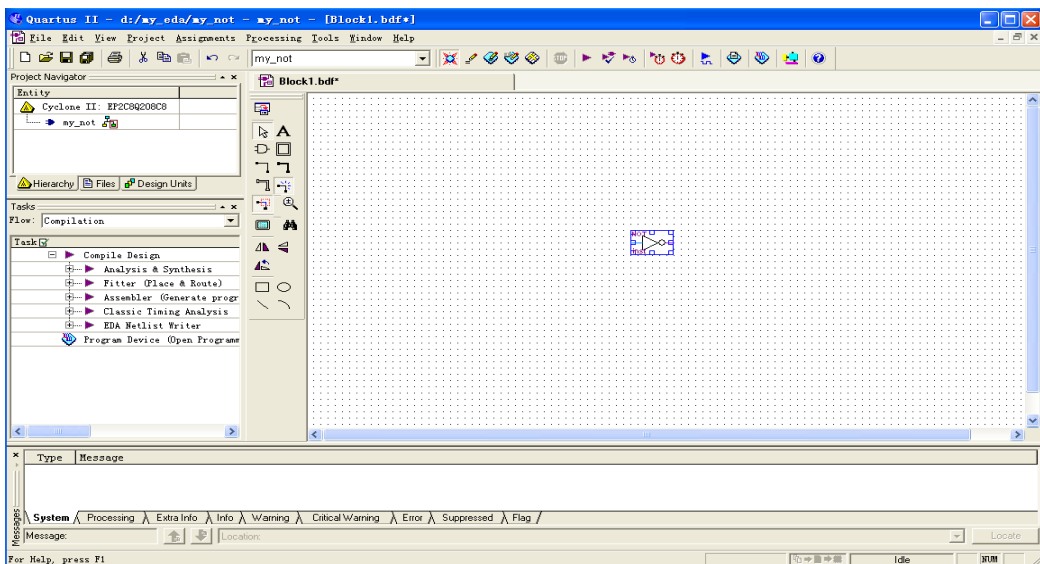 Quartus II - d:/my_eda/my_not - my_not - [Block1.bdf*]
File Edit View Project Assignments Processing Tools Window Help
my_not
Project Navigator
Block1.bdf*
Entity
Cyclone II: EP2C8Q208C8
my_not
Hierarchy Files Design Units
Tasks
Flow: Compilation
Task
Compile Design
Analysis & Synthesis
Fitter (Place & Route)
Assembler (Generate progr
Classic Timing Analysis
EDA Netlist Writer
Program Device (Open Programm
NOT
inst
Type Message
System Processing Extra Info Info Warning Critical Warning Error Suppressed Flag
Messages
Message: Location: Locate
For Help, press F1 Idle NUM